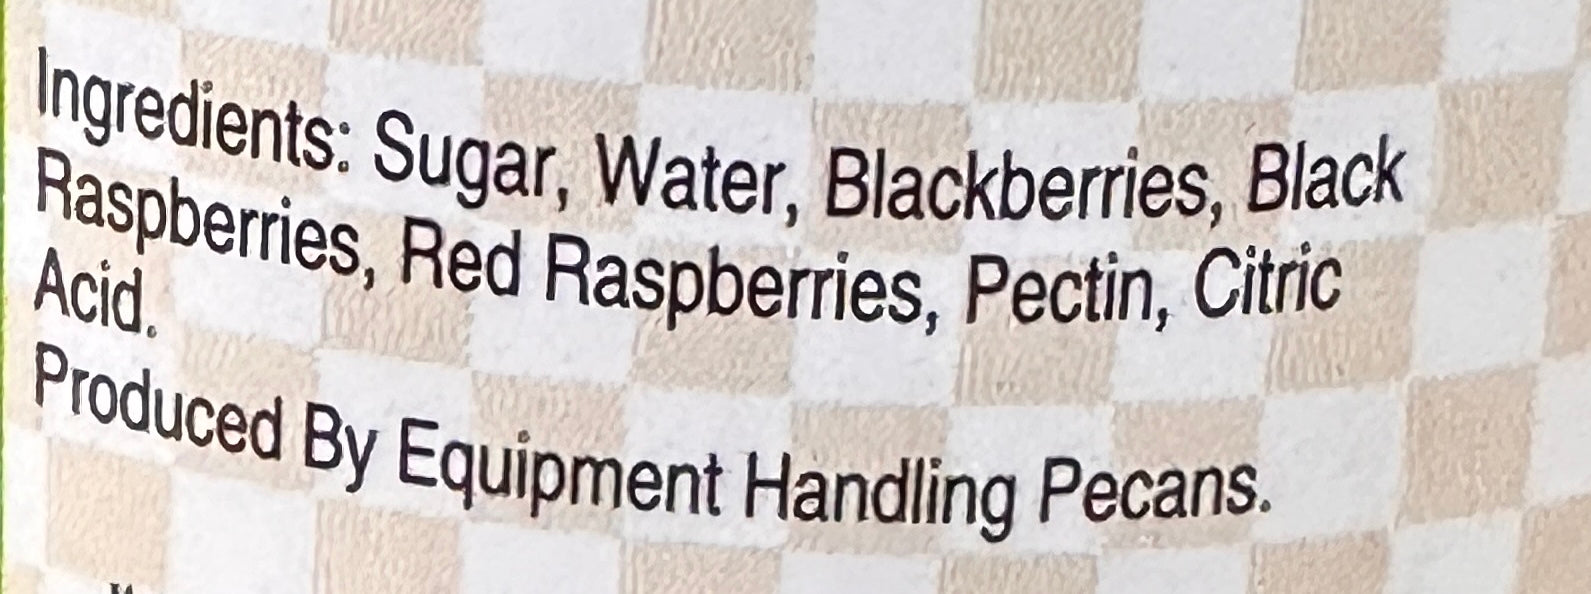 Ingredients: Sugar, Water, Blackberries, Black
Raspberries, Red Raspberries, Pectin, Citric
Acid.
Produced By Equipment Handling Pecans.